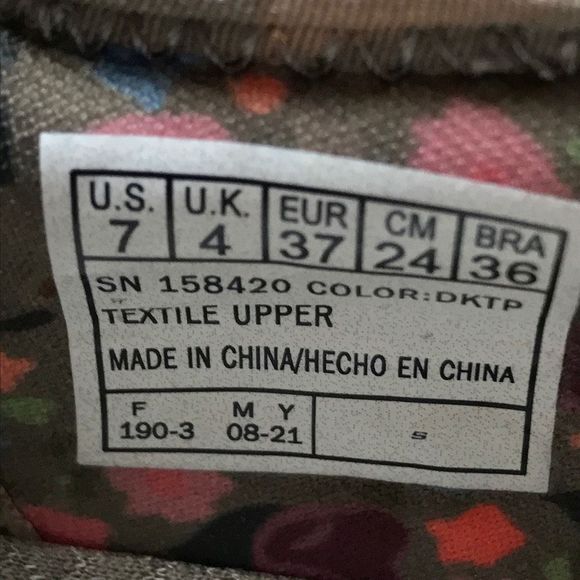 U.S. U.K. EUR CM BRA
7 4 37 24 36
SN 158420 COLOR:DKTP
TEXTILE UPPER
MADE IN CHINA/HECHO EN CHINA
F M Y
190-3 08-21 S